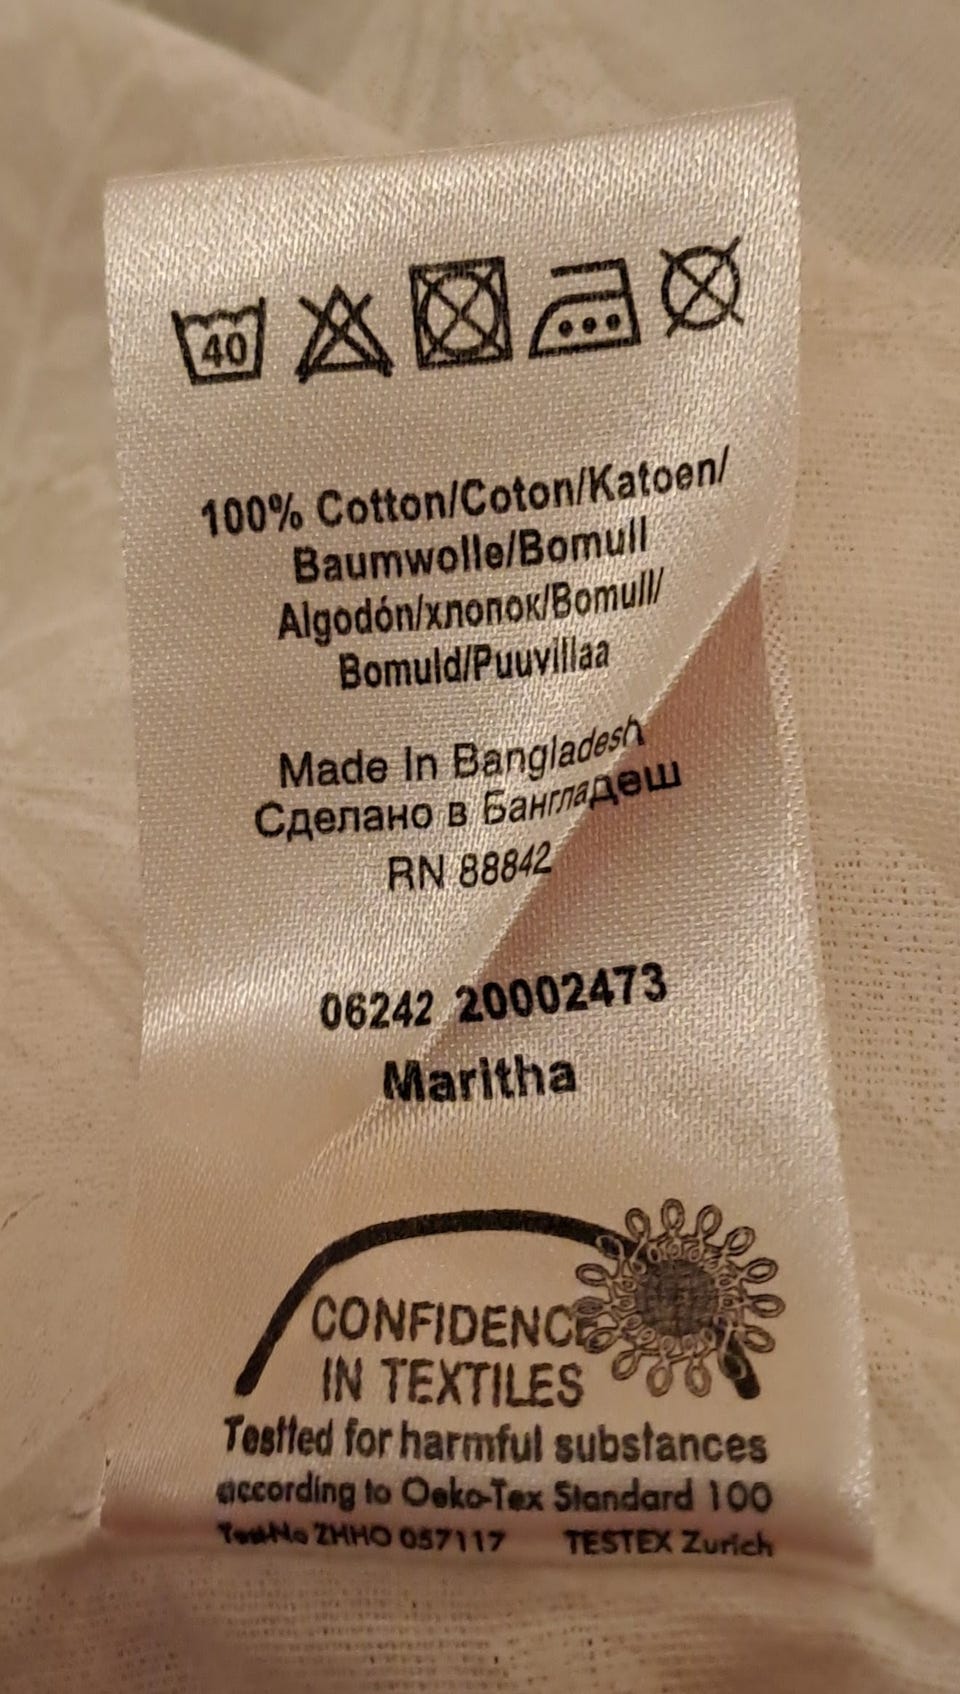 40
100% Cotton/Coton/Katoen/
Baumwolle/Bomull
Algodón/хлопок/Bomull/
Bomuld/Puuvillaa
Made In Bangladesh
Сделано в Бангладеш
RN 88842
06242 20002473
Maritha
CONFIDENCE
IN TEXTILES
Testted for harmful substances
according to Oeko-Tex Standard 100
Test-No ZHHO 057117 TESTEX Zurich